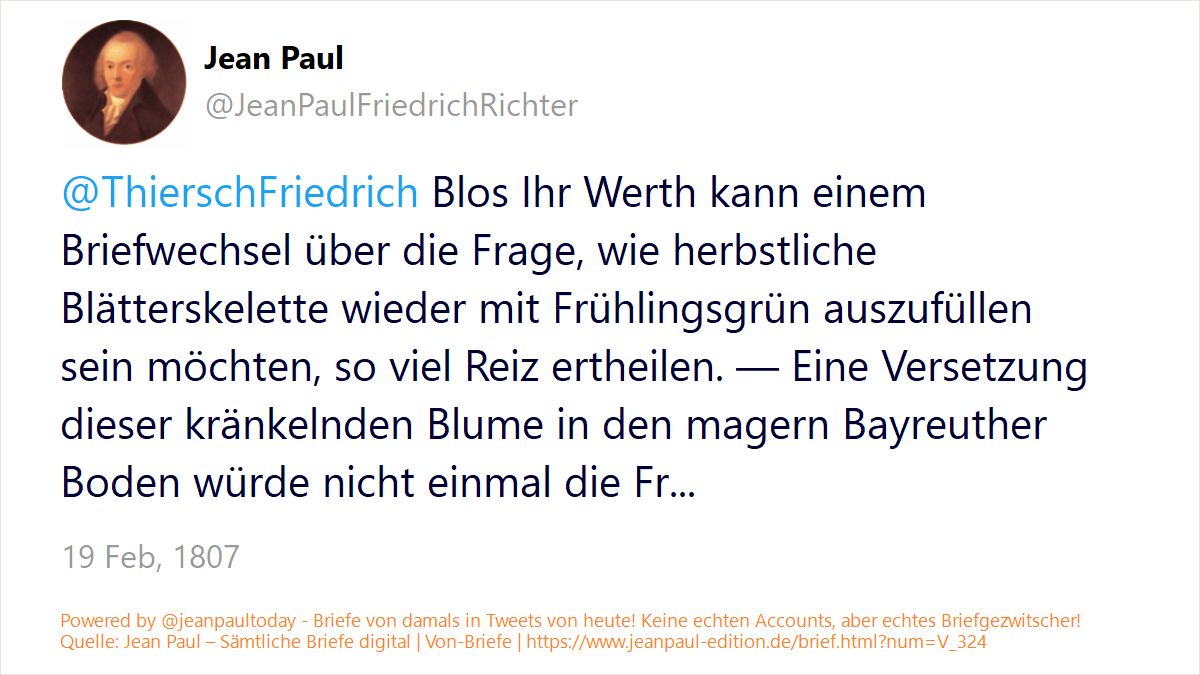 Jean Paul
@JeanPaulFriedrichRichter
@ThierschFriedrich Blos Ihr Werth kann einem
Briefwechsel über die Frage, wie herbstliche
Blätterskelette wieder mit Frühlingsgrün auszufüllen
sein möchten, so viel Reiz ertheilen. — Eine Versetzung
dieser kränkelnden Blume in den magern Bayreuther
Boden würde nicht einmal die Fr...
19 Feb, 1807
Powered by @jeanpaultoday - Briefe von damals in Tweets von heute! Keine echten Accounts, aber echtes Briefgezwitscher!
Quelle: Jean Paul – Sämtliche Briefe digital | Von-Briefe | https://www.jeanpaul-edition.de/brief.html?num=V_324